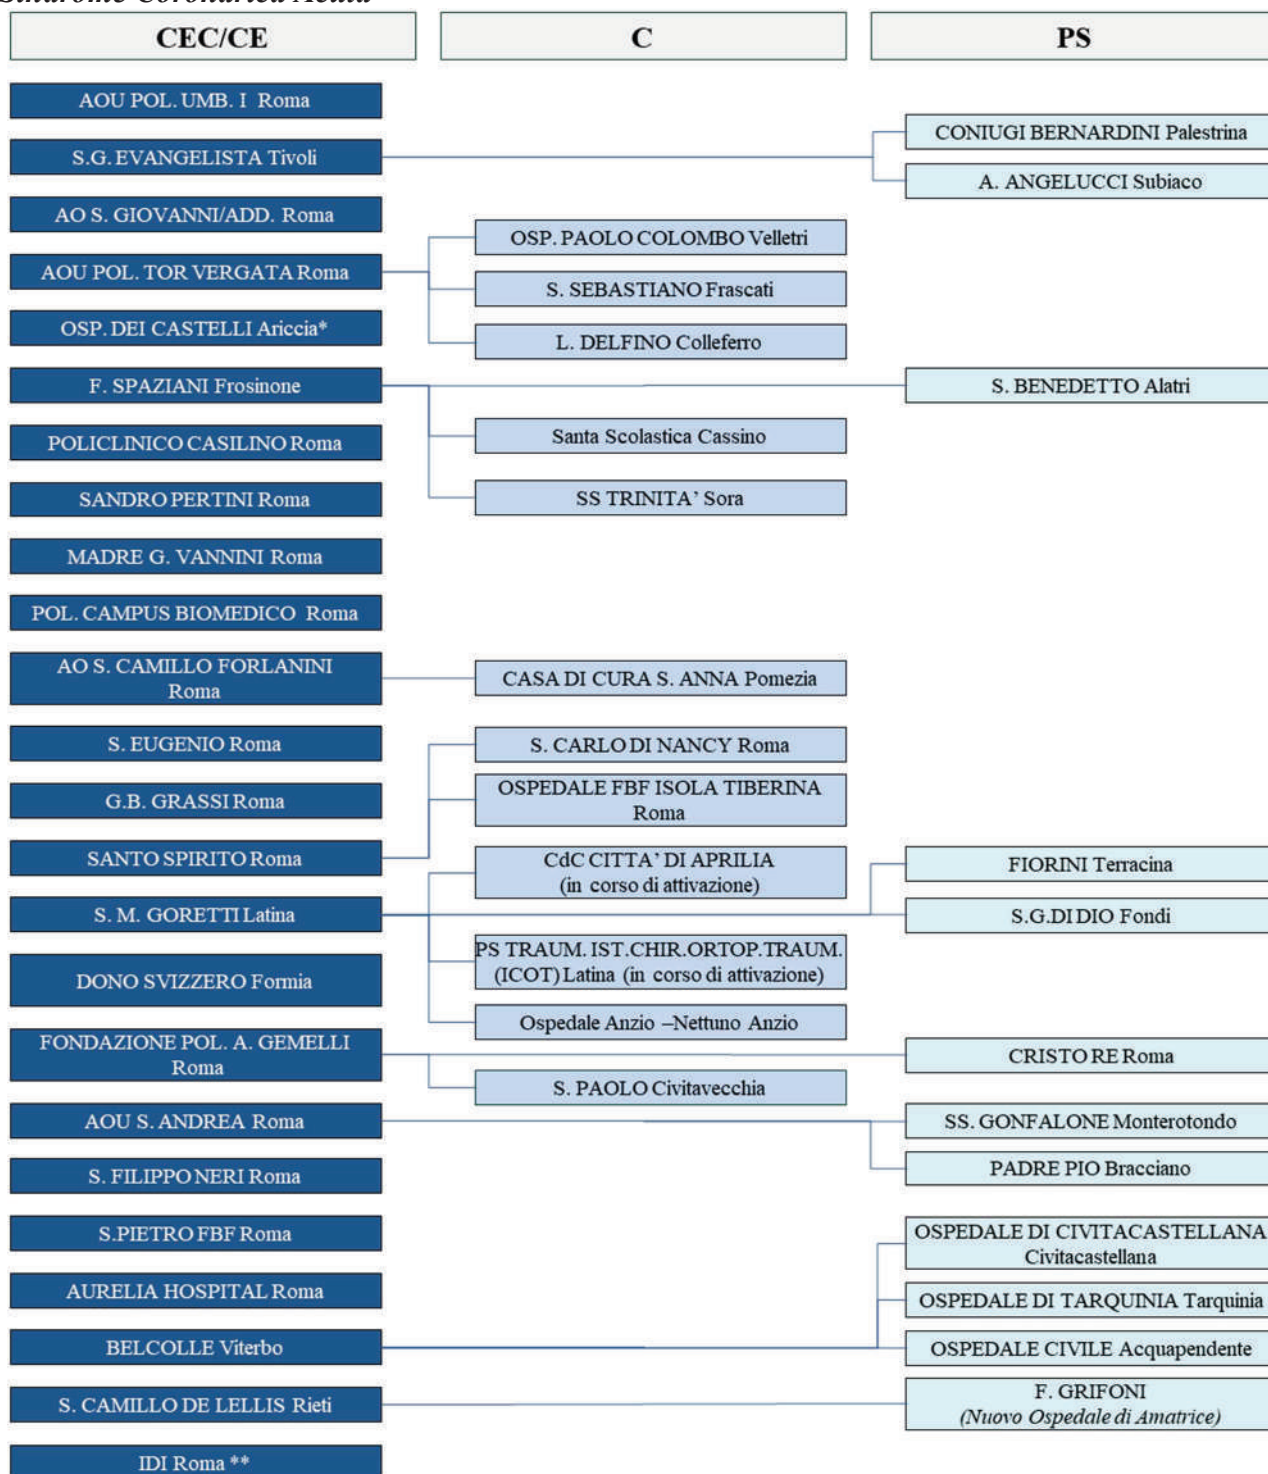 Sindrome Coronarica Acuta
CEC/CE
C
PS
AOU POL. UMB. I Roma
S.G. EVANGELISTA Tivoli
AO S. GIOVANNI/ADD. Roma
AOU POL. TOR VERGATA Roma
OSP. DEI CASTELLI Ariccia*
F. SPAZIANI Frosinone
POLICLINICO CASILINO Roma
SANDRO PERTINI Roma
MADRE G. VANNINI Roma
POL. CAMPUS BIOMEDICO Roma
AO S. CAMILLO FORLANINI
Roma
S. EUGENIO Roma
G.B. GRASSI Roma
SANTO SPIRITO Roma
S. M. GORETTI Latina
DONO SVIZZERO Formia
FONDAZIONE POL. A. GEMELLI
Roma
AOU S. ANDREA Roma
S. FILIPPO NERI Roma
S.PIETRO FBF Roma
AURELIA HOSPITAL Roma
BELCOLLE Viterbo
S. CAMILLO DE LELLIS Rieti
IDI Roma **
OSP. PAOLO COLOMBO Velletri
S. SEBASTIANO Frascati
L. DELFINO Colleferro
Santa Scolastica Cassino
SS TRINITA’ Sora
CASA DI CURA S. ANNA Pomezia
S. CARLO DI NANCY Roma
OSPEDALE FBF ISOLA TIBERINA
Roma
CdC CITTA’ DI APRILIA
(in corso di attivazione)
PS TRAUM. IST.CHIR.ORTOP.TRAUM.
(ICOT) Latina (in corso di attivazione)
Ospedale Anzio –Nettuno Anzio
S. PAOLO Civitavecchia
CONIUGI BERNARDINI Palestrina
A. ANGELUCCI Subiaco
S. BENEDETTO Alatri
FIORINI Terracina
S.G.DI DIO Fondi
CRISTO RE Roma
SS. GONFALONE Monterotondo
PADRE PIO Bracciano
OSPEDALE DI CIVITACASTELLANA
Civitacastellana
OSPEDALE DI TARQUINIA Tarquinia
OSPEDALE CIVILE Acquapendente
F. GRIFONI
(Nuovo Ospedale di Amatrice)